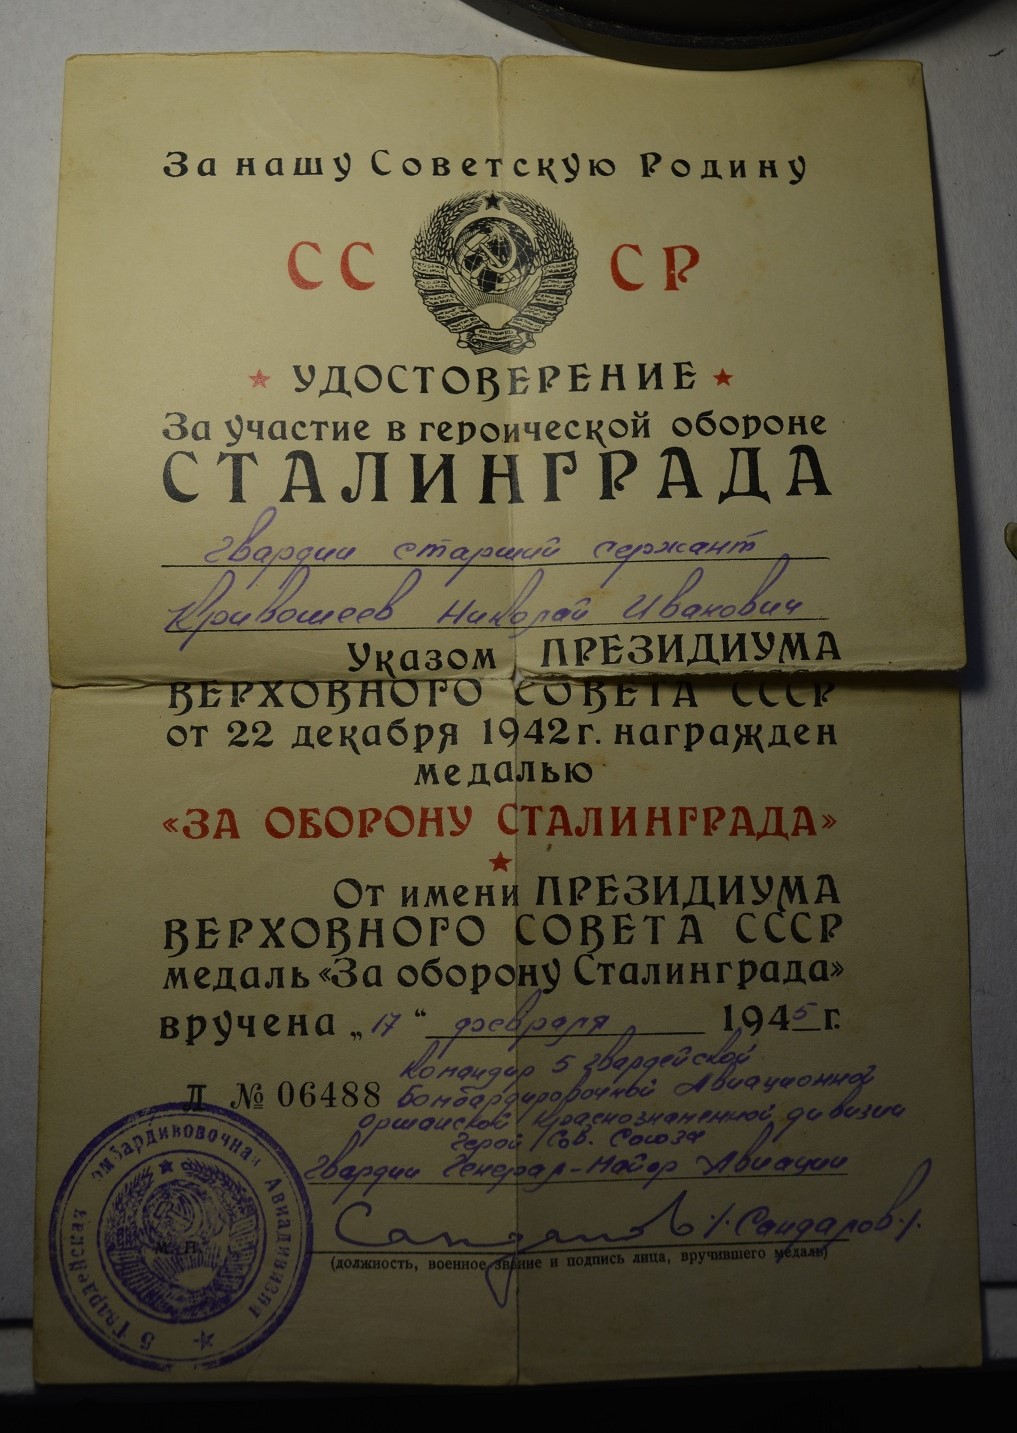 За нашу Советскую Родину
СССР
УДОСТОВЕРЕНИЕ
За участие в героической обороне
СТАЛИНГРАДА
гвардии старший сержант
Кривошеев Николай Иванович
Указом ПРЕЗИДИУМА
ВЕРХОВНОГО СОВЕТА СССР
от 22 декабря 1942 г. награжден
медалью
«ЗА ОБОРОНУ СТАЛИНГРАДА»
От имени ПРЕЗИДИУМА
ВЕРХОВНОГО СОВЕТА СССР
медаль «За оборону Сталинграда»
вручена „17“ февраля 1945 г.
Командир 5 гвардейской
Л № 06488 Бомбардировочной Авиационной
Оршанской Краснознаменной дивизии
Герой Сов. Союза
Гвардии Генерал-Майор Авиации
Сандалов /Сандалов/.
(должность, военное звание и подпись лица, вручившего медаль)
М. П.
5 Гвардейская Бомбардировочная Авиадивизия